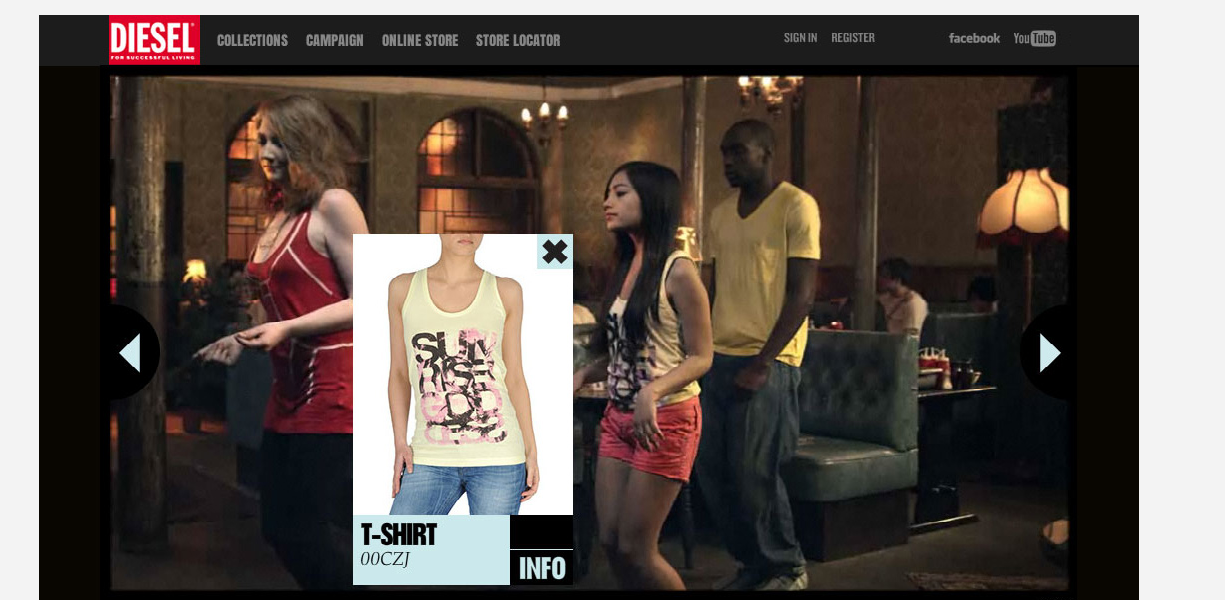 DIESEL
FOR SUCCESSFUL LIVING
COLLECTIONS CAMPAIGN ONLINE STORE STORE LOCATOR SIGN IN REGISTER facebook YouTube
SUN
RISE
T-SHIRT
00CZJ
INFO